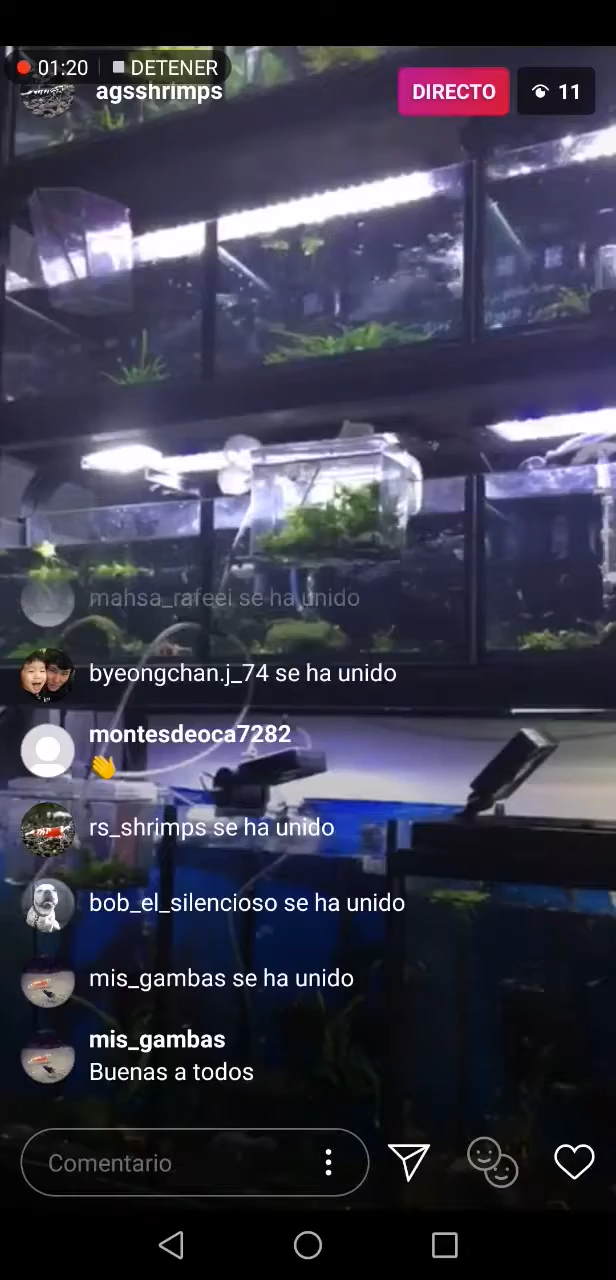 01:20
DETENER
agsshrimps
DIRECTO
11
mahsa_rafeei se ha unido
byeongchan.j_74 se ha unido
montesdeoca7282
👋
rs_shrimps se ha unido
bob_el_silencioso se ha unido
mis_gambas se ha unido
mis_gambas
Buenas a todos
Comentario